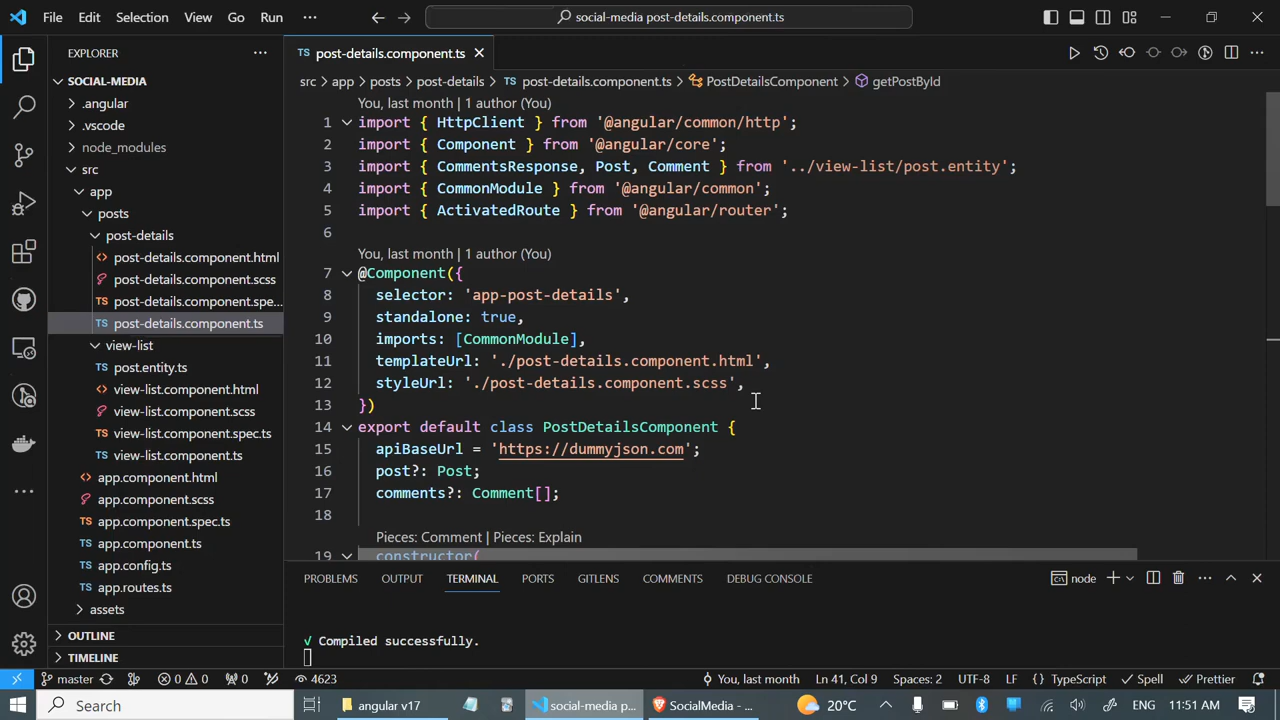 File Edit Selection View Go Run ···
social-media post-details.component.ts
EXPLORER
SOCIAL-MEDIA
.angular
.vscode
node_modules
src
app
posts
post-details
post-details.component.html
post-details.component.scss
post-details.component.spe...
TS post-details.component.ts
view-list
TS post.entity.ts
view-list.component.html
view-list.component.scss
TS view-list.component.spec.ts
TS view-list.component.ts
app.component.html
app.component.scss
TS app.component.spec.ts
TS app.component.ts
TS app.config.ts
TS app.routes.ts
assets
OUTLINE
TIMELINE
TS post-details.component.ts
src > app > posts > post-details > TS post-details.component.ts > PostDetailsComponent > getPostById
You, last month | 1 author (You)
1 import { HttpClient } from '@angular/common/http';
2 import { Component } from '@angular/core';
3 import { CommentsResponse, Post, Comment } from '../view-list/post.entity';
4 import { CommonModule } from '@angular/common';
5 import { ActivatedRoute } from '@angular/router';
6
You, last month | 1 author (You)
7 @Component({
8 selector: 'app-post-details',
9 standalone: true,
10 imports: [CommonModule],
11 templateUrl: './post-details.component.html',
12 styleUrl: './post-details.component.scss',
13 })
14 export default class PostDetailsComponent {
15 apiBaseUrl = 'https://dummyjson.com';
16 post?: Post;
17 comments?: Comment[];
18
Pieces: Comment | Pieces: Explain
19 constructor(
PROBLEMS OUTPUT TERMINAL PORTS GITLENS COMMENTS DEBUG CONSOLE
node
√ Compiled successfully.
master 0 0 0 4623 You, last month Ln 41, Col 9 Spaces: 2 UTF-8 LF {} TypeScript Spell Prettier
Search angular v17 social-media p... SocialMedia - ... 20°C ENG 11:51 AM